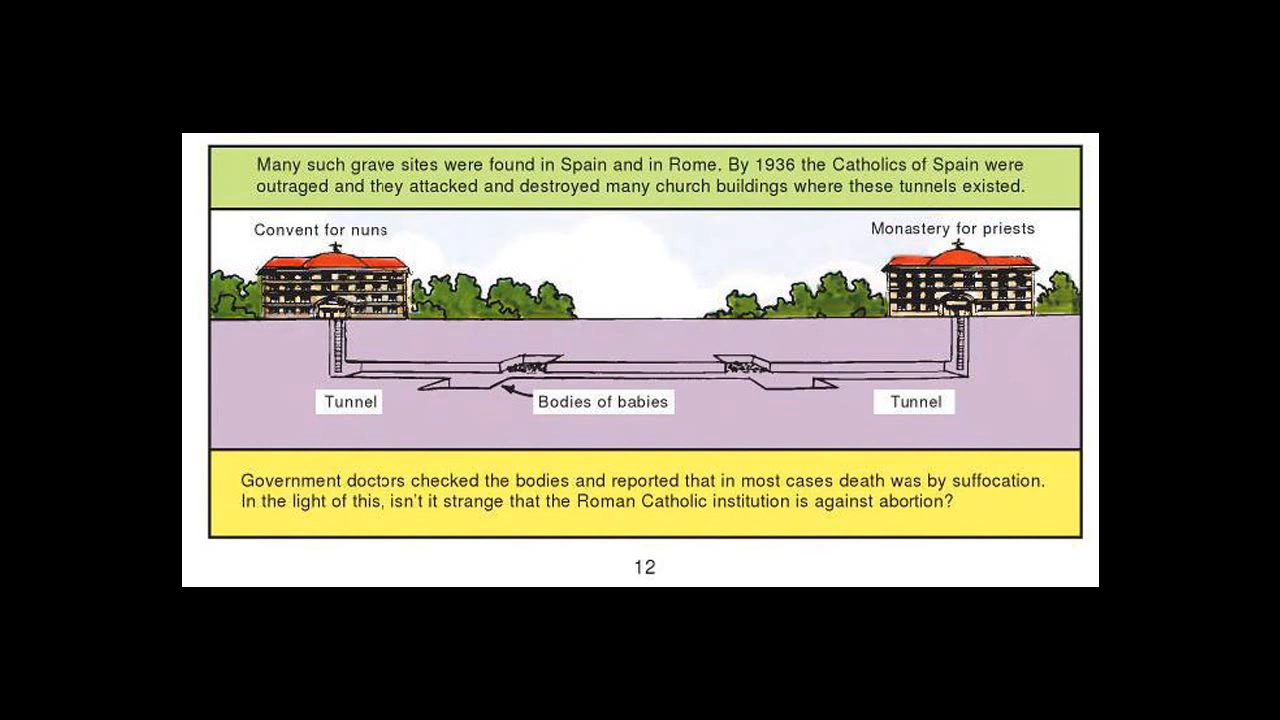 Many such grave sites were found in Spain and in Rome. By 1936 the Catholics of Spain were
outraged and they attacked and destroyed many church buildings where these tunnels existed.
Convent for nuns
Monastery for priests
Tunnel
Bodies of babies
Tunnel
Government doctors checked the bodies and reported that in most cases death was by suffocation.
In the light of this, isn't it strange that the Roman Catholic institution is against abortion?
12